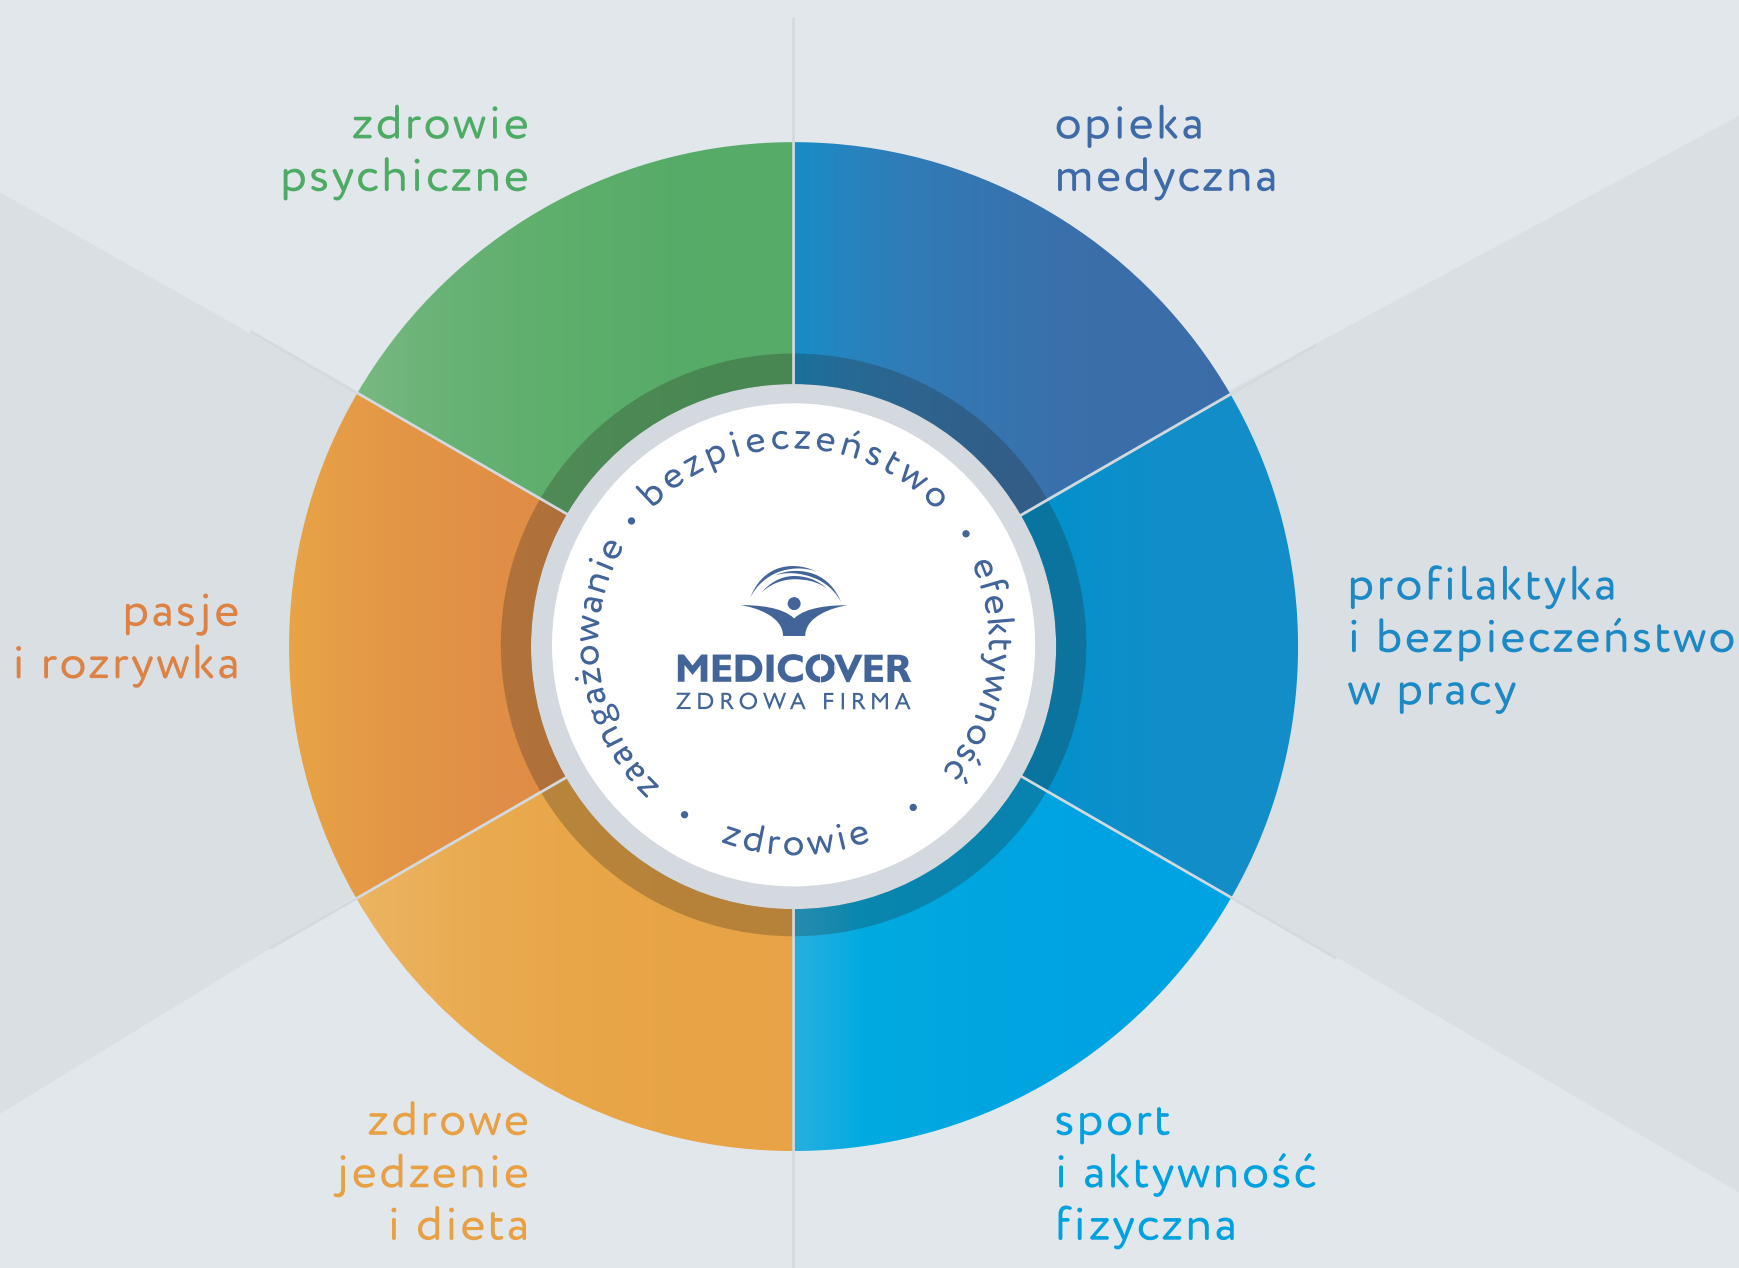 zdrowie
psychiczne
opieka
medyczna
pasje
i rozrywka
• bezpieczeństwo • efektywność • zdrowie • zaangażowanie
MEDICOVER
ZDROWA FIRMA
profilaktyka
i bezpieczeństwo
w pracy
zdrowe
jedzenie
i dieta
sport
i aktywność
fizyczna